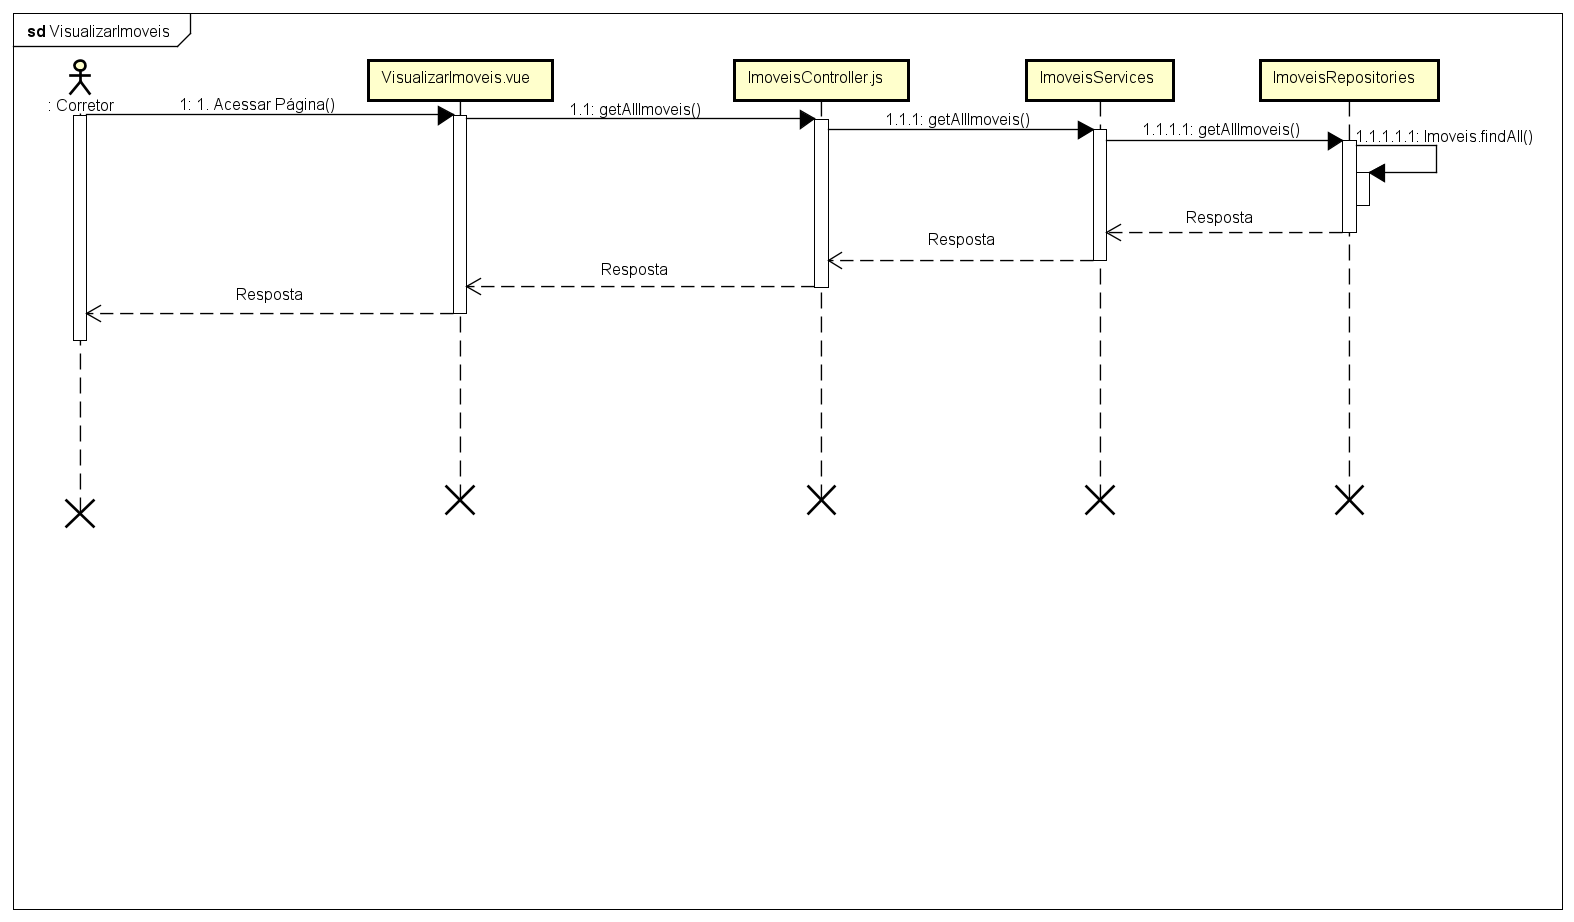 sd VisualizarImoveis
VisualizarImoveis.vue
ImoveisController.js
ImoveisServices
ImoveisRepositories
: Corretor
1: 1. Acessar Página()
1.1: getAllImoveis()
1.1.1: getAllImoveis()
1.1.1.1: getAllImoveis()
1.1.1.1.1: Imoveis.findAll()
Resposta
Resposta
Resposta
Resposta